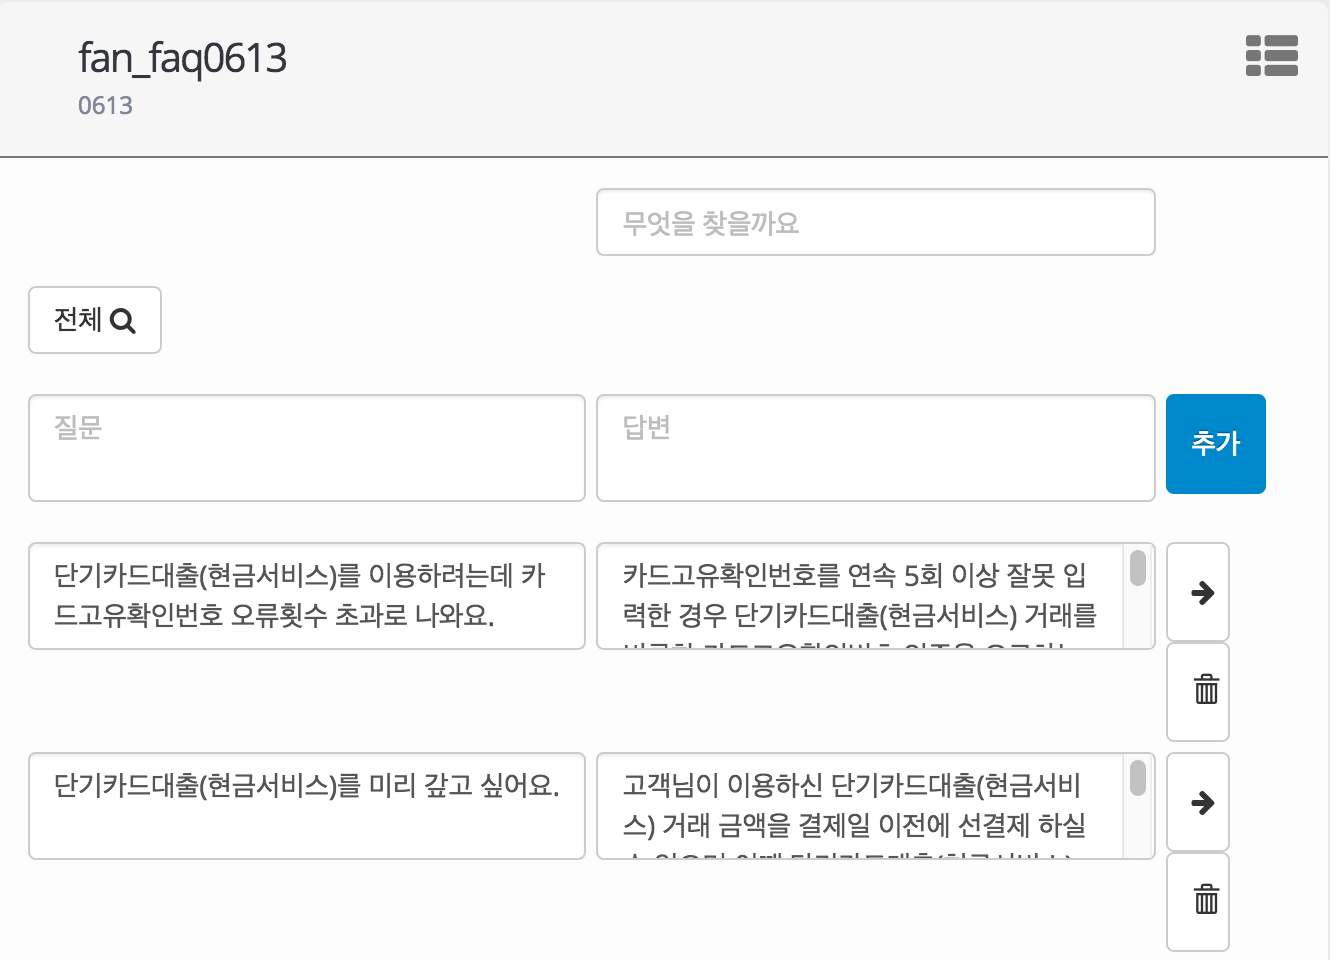 fan_faq0613
0613
무엇을 찾을까요
전체
질문
답변
추가
단기카드대출(현금서비스)를 이용하려는데 카
드고유확인번호 오류횟수 초과로 나와요.
카드고유확인번호를 연속 5회 이상 잘못 입
력한 경우 단기카드대출(현금서비스) 거래를
단기카드대출(현금서비스)를 미리 갚고 싶어요.
고객님이 이용하신 단기카드대출(현금서비
스) 거래 금액을 결제일 이전에 선결제 하실